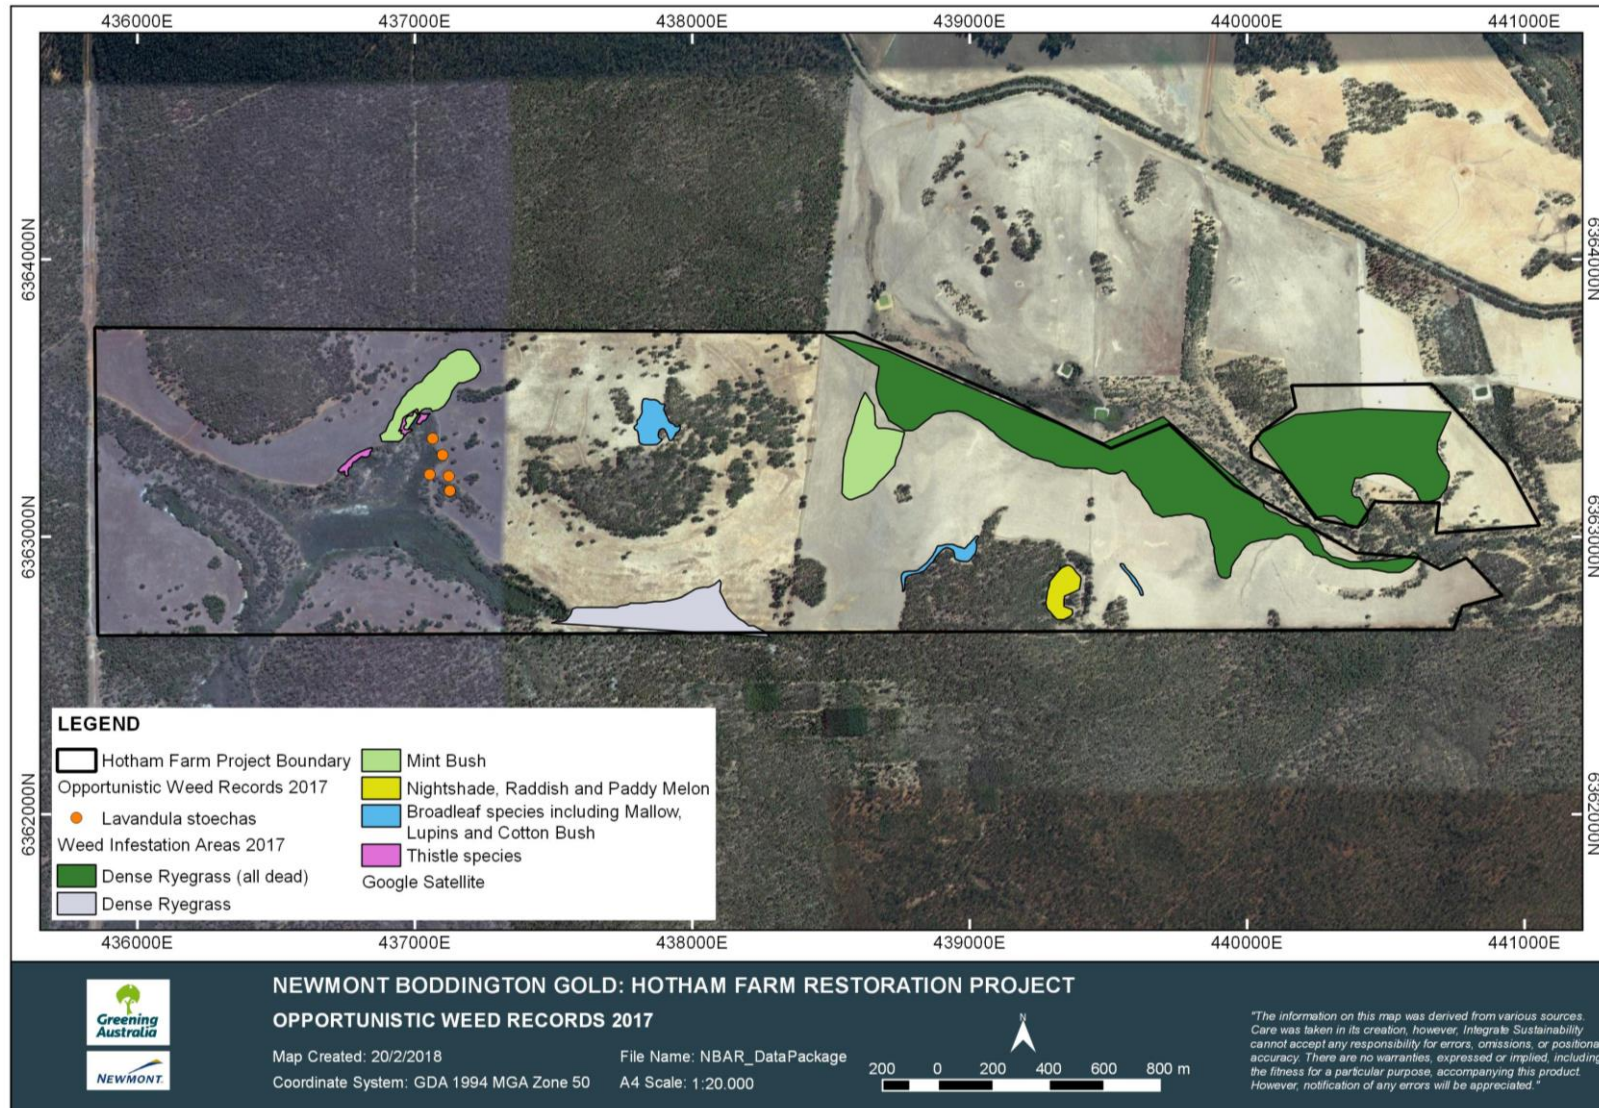 436000E 437000E 438000E 439000E 440000E 441000E
6364000N 6364000N
6363000N 6363000N
6362000N 6362000N
LEGEND
Hotham Farm Project Boundary
Opportunistic Weed Records 2017
Lavandula stoechas
Weed Infestation Areas 2017
Dense Ryegrass (all dead)
Dense Ryegrass
Mint Bush
Nightshade, Raddish and Paddy Melon
Broadleaf species including Mallow,
Lupins and Cotton Bush
Thistle species
Google Satellite
436000E 437000E 438000E 439000E 440000E 441000E
Greening
Australia
NEWMONT.
NEWMONT BODDINGTON GOLD: HOTHAM FARM RESTORATION PROJECT
OPPORTUNISTIC WEED RECORDS 2017
Map Created: 20/2/2018
Coordinate System: GDA 1994 MGA Zone 50
File Name: NBAR_DataPackage
A4 Scale: 1:20.000
N
200 0 200 400 600 800 m
"The information on this map was derived from various sources.
Care was taken in its creation, however, Integrate Sustainability
cannot accept any responsibility for errors, omissions, or positiona
accuracy. There are no warranties, expressed or implied, including
the fitness for a particular purpose, accompanying this product.
However, notification of any errors will be appreciated."